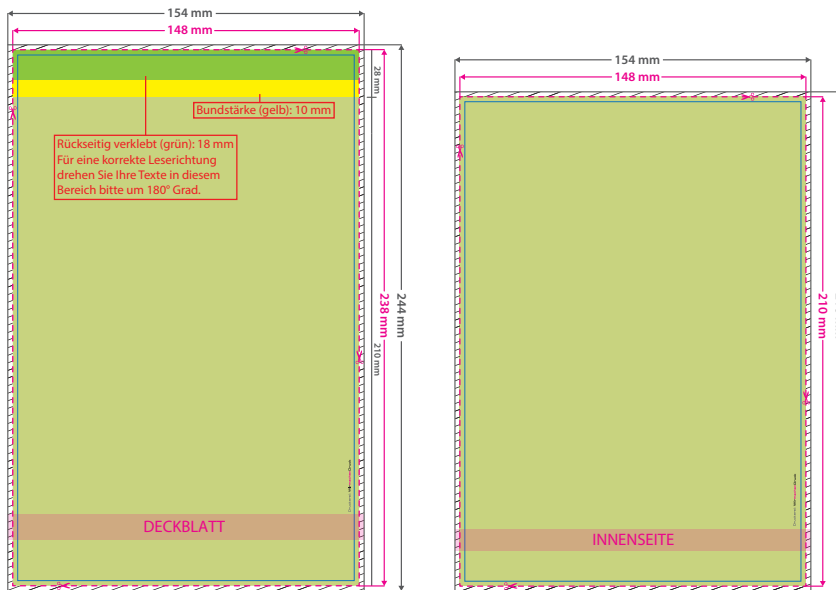 154 mm
148 mm
28 mm
Bundstärke (gelb): 10 mm
Rückseitig verklebt (grün): 18 mm
Für eine korrekte Leserichtung
drehen Sie Ihre Texte in diesem
Bereich bitte um 180° Grad.
238 mm
244 mm
210 mm
DECKBLATT
154 mm
148 mm
210 mm
INNENSEITE